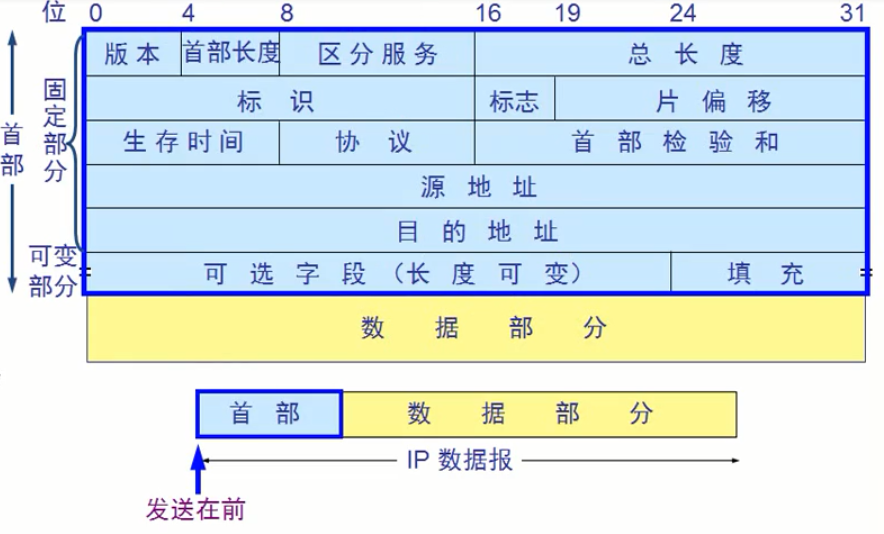 位 0 4 8 16 19 24 31
版本 首部长度 区分服务 总长度
标识 标志 片偏移
生存时间 协议 首部检验和
源地址
目的地址
可选字段（长度可变） 填充
数据部分
首部
固定部分
可变部分
首部 数据部分
IP 数据报
发送在前